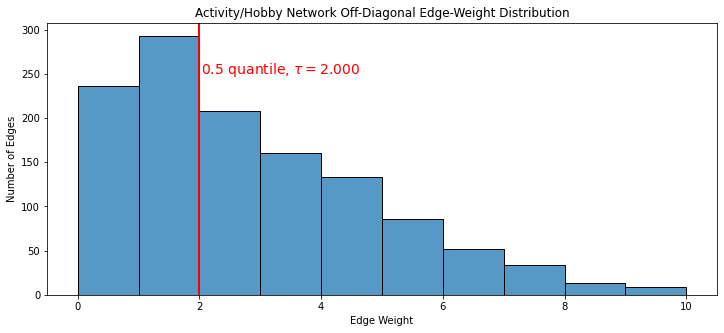 Activity/Hobby Network Off-Diagonal Edge-Weight Distribution
300
250
200
150
100
50
0
Number of Edges
0.5 quantile, τ = 2.000
0 2 4 6 8 10
Edge Weight